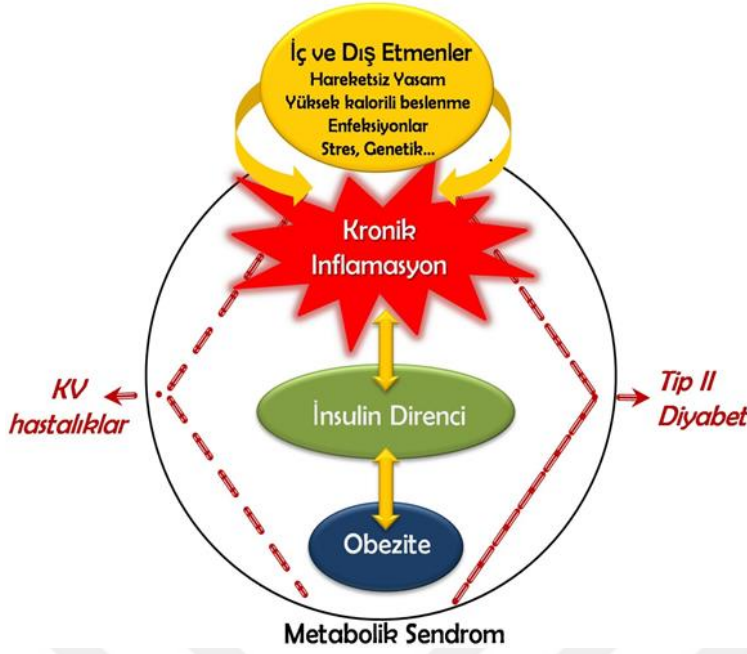 İç ve Dış Etmenler
Hareketsiz Yasam
Yüksek kalorili beslenme
Enfeksiyonlar
Stres, Genetik...
Kronik
Inflamasyon
KV
hastalıklar
İnsulin Direnci
Tip II
Diyabet
Obezite
Metabolik Sendrom